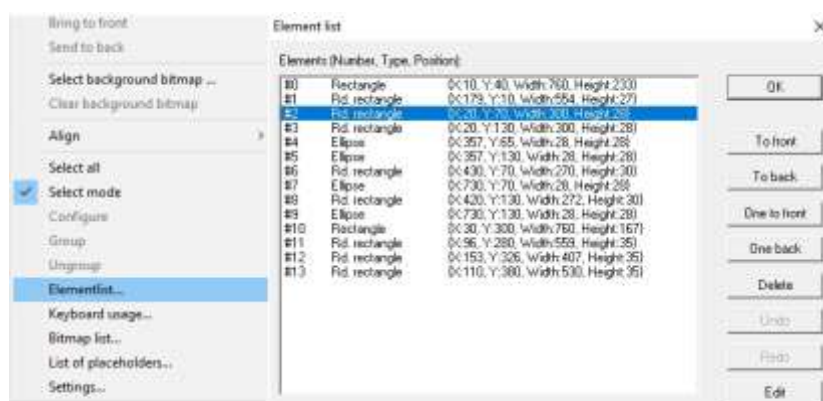 Bring to front
Send to back
Select background bitmap ...
Clear background bitmap
Align
Select all
Select mode
Configure
Group
Ungroup
Elementlist...
Keyboard usage...
Bitmap list...
List of placeholders...
Settings...
Element list
Elements (Number, Type, Position):
#0 Rectangle (X:10, Y:40, Width:760, Height:233)
#1 Rd. rectangle (X:179, Y:10, Width:554, Height:27)
#2 Rd. rectangle (X:20, Y:70, Width:300, Height:28)
#3 Rd. rectangle (X:20, Y:130, Width:300, Height:28)
#4 Ellipse (X:357, Y:65, Width:28, Height:28)
#5 Ellipse (X:357, Y:130, Width:28, Height:28)
#6 Rd. rectangle (X:430, Y:70, Width:270, Height:30)
#7 Ellipse (X:730, Y:70, Width:28, Height:28)
#8 Rd. rectangle (X:420, Y:130, Width:272, Height:30)
#9 Ellipse (X:730, Y:130, Width:28, Height:28)
#10 Rectangle (X:30, Y:300, Width:760, Height:167)
#11 Rd. rectangle (X:96, Y:280, Width:559, Height:35)
#12 Rd. rectangle (X:153, Y:326, Width:407, Height:35)
#13 Rd. rectangle (X:110, Y:380, Width:530, Height:35)
OK
To front
To back
One to front
One back
Delete
Undo
Redo
Edit